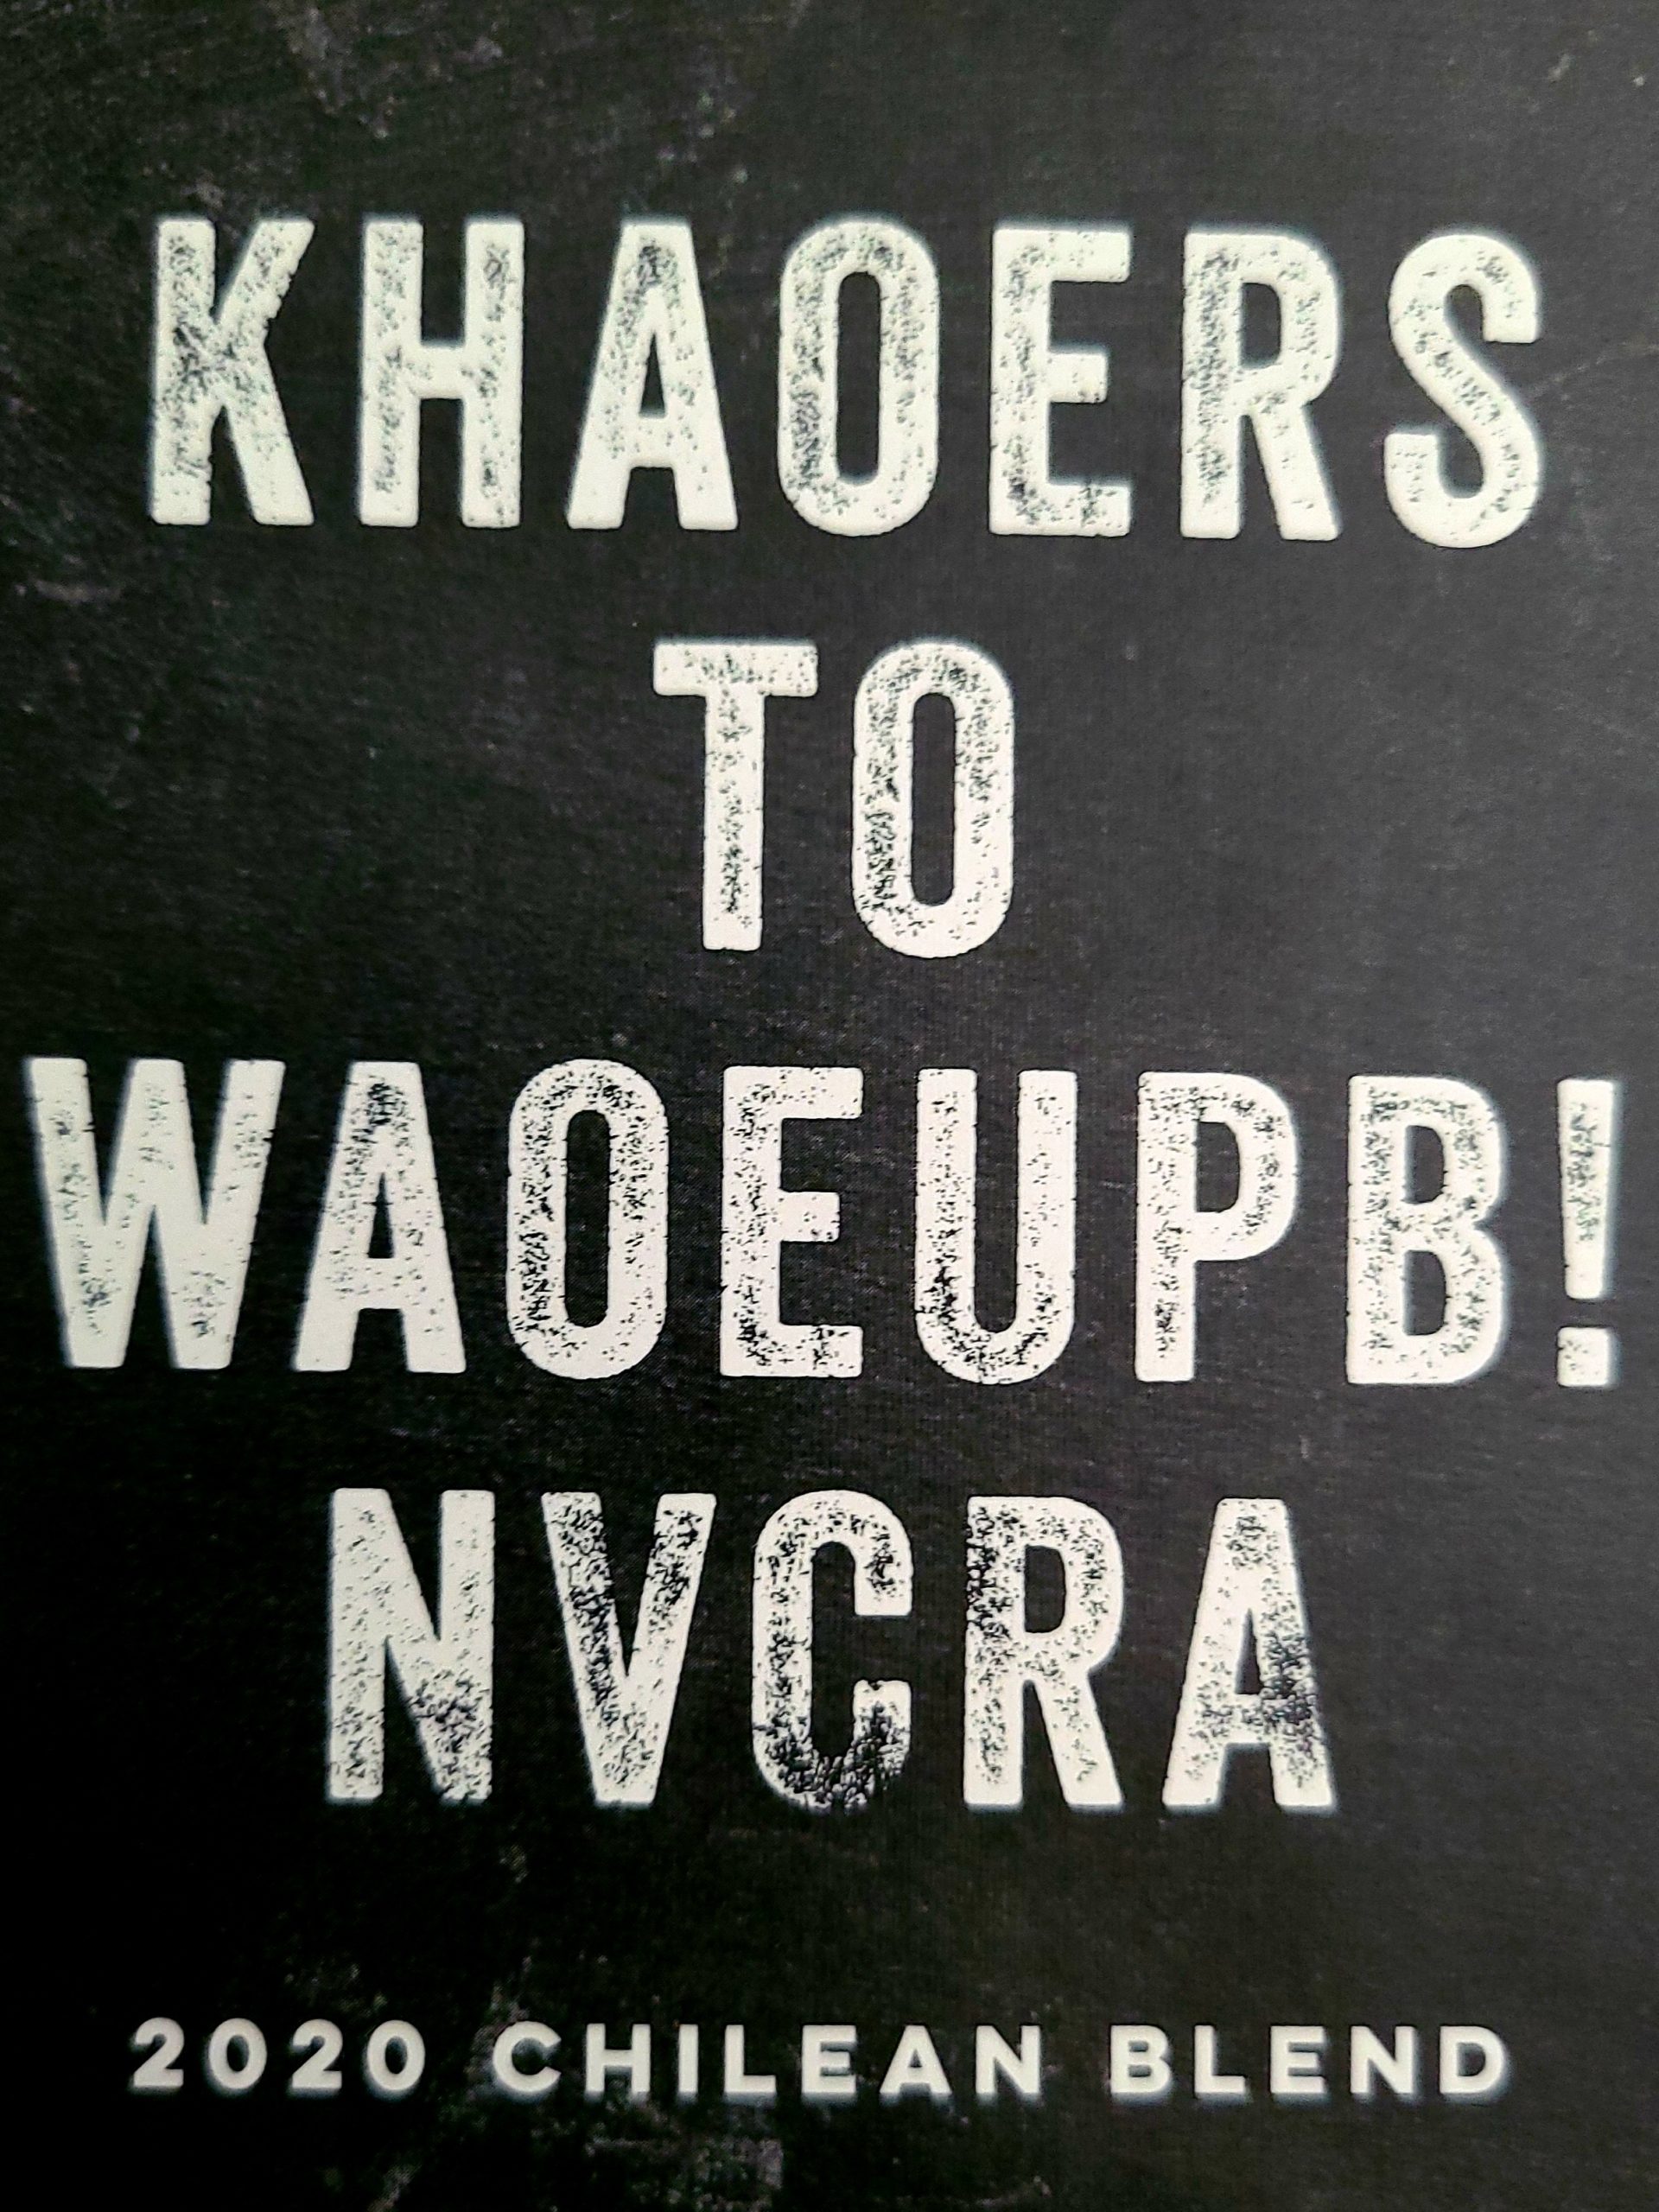 KHAOERS
TO
WAOEUPB!
NVCRA
2020 CHILEAN BLEND